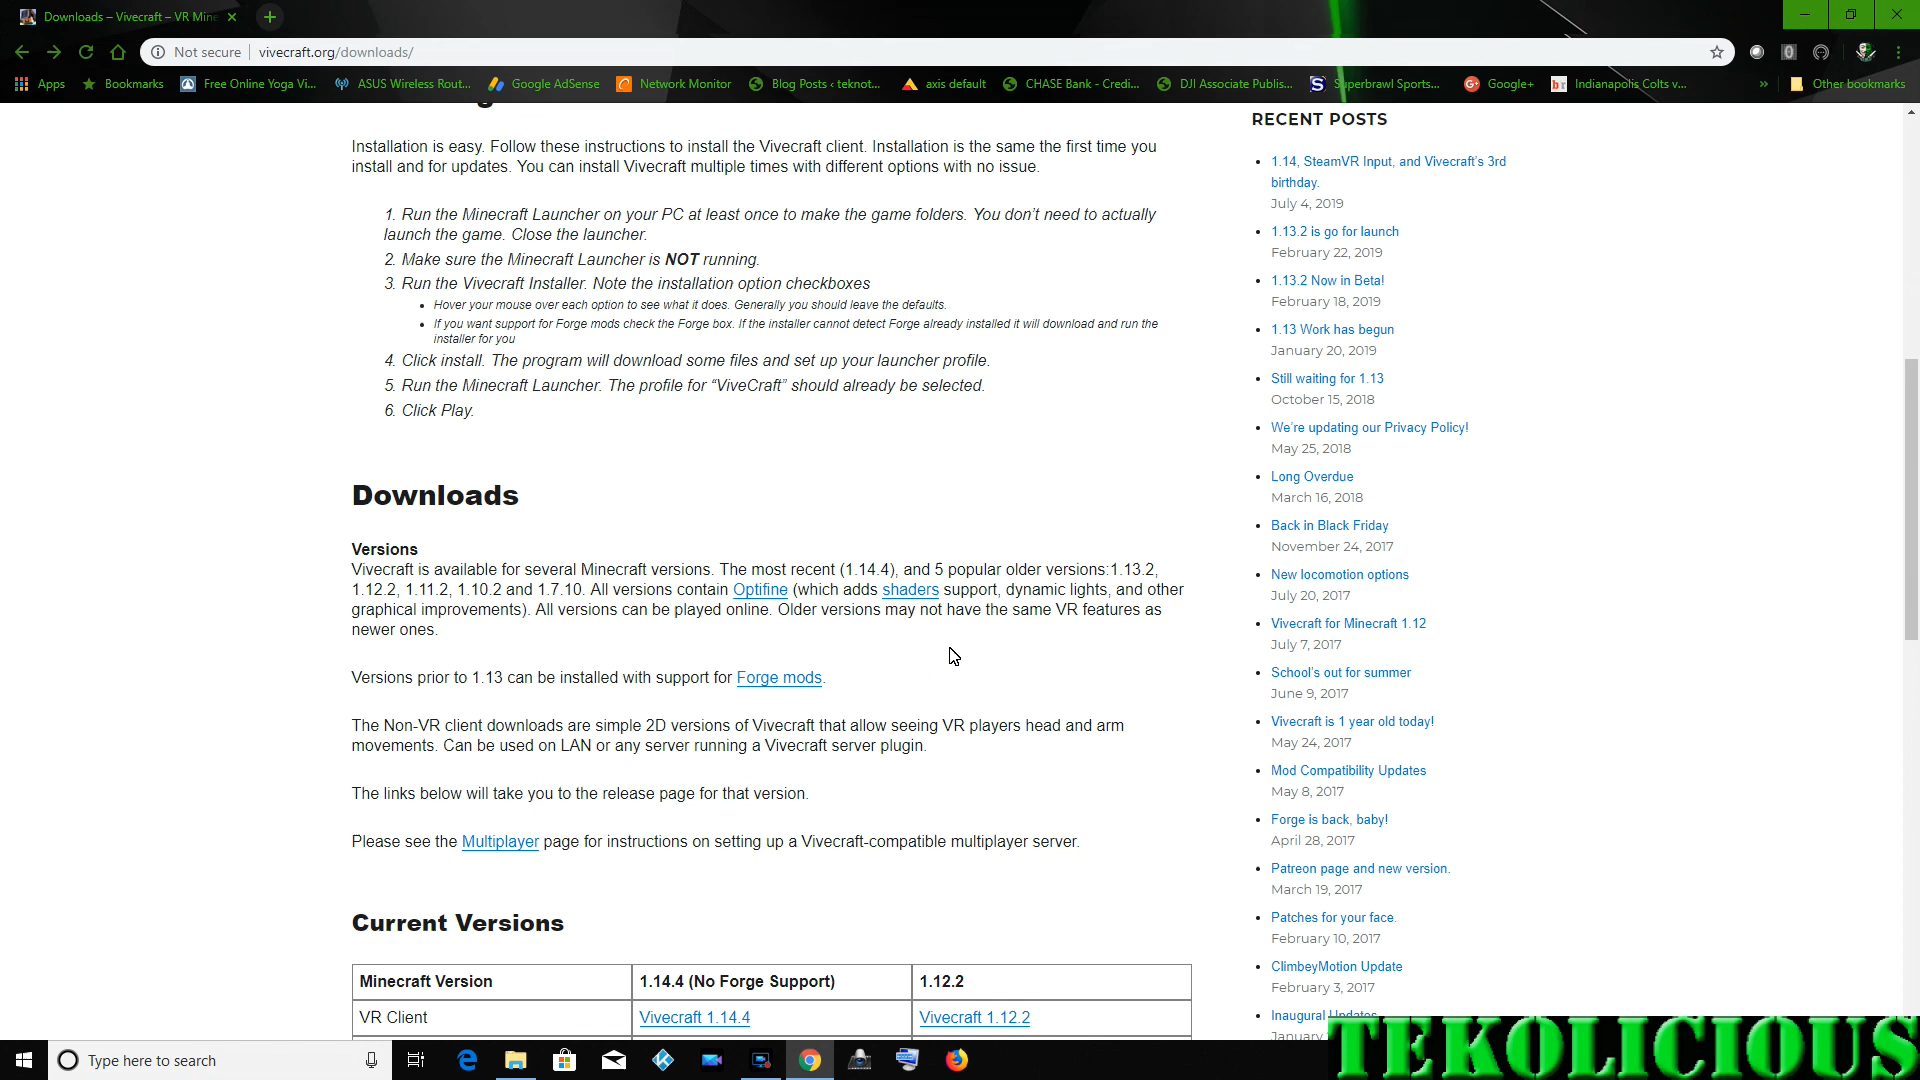 Downloads – Vivecraft – VR Mine
Not secure
vivecraft.org/downloads/
Apps
Bookmarks
Free Online Yoga Vi...
ASUS Wireless Rout...
Google AdSense
Network Monitor
Blog Posts ‹ teknot...
axis default
CHASE Bank - Credi...
DJI Associate Publis...
Superbrawl Sports...
Google+
Indianapolis Colts v...
»
Other bookmarks
Installation is easy. Follow these instructions to install the Vivecraft client. Installation is the same the first time you
install and for updates. You can install Vivecraft multiple times with different options with no issue.
1. Run the Minecraft Launcher on your PC at least once to make the game folders. You don’t need to actually
launch the game. Close the launcher.
2. Make sure the Minecraft Launcher is NOT running.
3. Run the Vivecraft Installer. Note the installation option checkboxes
• Hover your mouse over each option to see what it does. Generally you should leave the defaults.
• If you want support for Forge mods check the Forge box. If the installer cannot detect Forge already installed it will download and run the
installer for you
4. Click install. The program will download some files and set up your launcher profile.
5. Run the Minecraft Launcher. The profile for “ViveCraft” should already be selected.
6. Click Play.
Downloads
Versions
Vivecraft is available for several Minecraft versions. The most recent (1.14.4), and 5 popular older versions:1.13.2,
1.12.2, 1.11.2, 1.10.2 and 1.7.10. All versions contain Optifine (which adds shaders support, dynamic lights, and other
graphical improvements). All versions can be played online. Older versions may not have the same VR features as
newer ones.
Versions prior to 1.13 can be installed with support for Forge mods.
The Non-VR client downloads are simple 2D versions of Vivecraft that allow seeing VR players head and arm
movements. Can be used on LAN or any server running a Vivecraft server plugin.
The links below will take you to the release page for that version.
Please see the Multiplayer page for instructions on setting up a Vivecraft-compatible multiplayer server.
Current Versions
Minecraft Version
1.14.4 (No Forge Support)
1.12.2
VR Client
Vivecraft 1.14.4
Vivecraft 1.12.2
RECENT POSTS
• 1.14, SteamVR Input, and Vivecraft’s 3rd
birthday.
July 4, 2019
• 1.13.2 is go for launch
February 22, 2019
• 1.13.2 Now in Beta!
February 18, 2019
• 1.13 Work has begun
January 20, 2019
• Still waiting for 1.13
October 15, 2018
• We’re updating our Privacy Policy!
May 25, 2018
• Long Overdue
March 16, 2018
• Back in Black Friday
November 24, 2017
• New locomotion options
July 20, 2017
• Vivecraft for Minecraft 1.12
July 7, 2017
• School’s out for summer
June 9, 2017
• Vivecraft is 1 year old today!
May 24, 2017
• Mod Compatibility Updates
May 8, 2017
• Forge is back, baby!
April 28, 2017
• Patreon page and new version.
March 19, 2017
• Patches for your face.
February 10, 2017
• ClimbeyMotion Update
February 3, 2017
• Inaugural Updates
January
Type here to search
TEKOLICIOUS